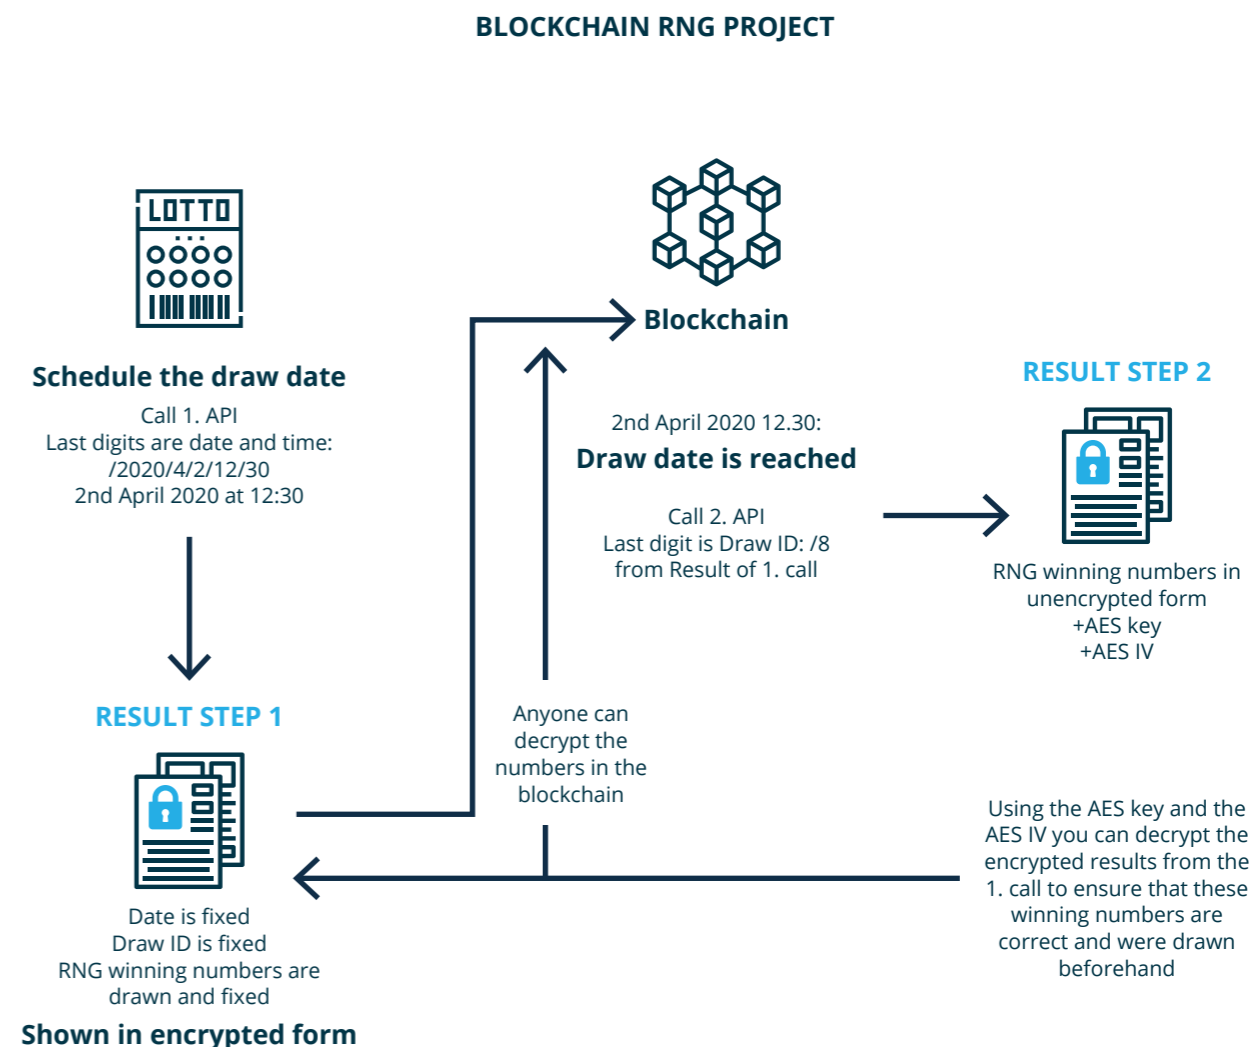 BLOCKCHAIN RNG PROJECT
LOTTO
Schedule the draw date
Call 1. API
Last digits are date and time:
/2020/4/2/12/30
2nd April 2020 at 12:30
RESULT STEP 1
Date is fixed
Draw ID is fixed
RNG winning numbers are
drawn and fixed
Shown in encrypted form
Blockchain
2nd April 2020 12.30:
Draw date is reached
Call 2. API
Last digit is Draw ID: /8
from Result of 1. call
Anyone can
decrypt the
numbers in the
blockchain
RESULT STEP 2
RNG winning numbers in
unencrypted form
+AES key
+AES IV
Using the AES key and the
AES IV you can decrypt the
encrypted results from the
1. call to ensure that these
winning numbers are
correct and were drawn
beforehand